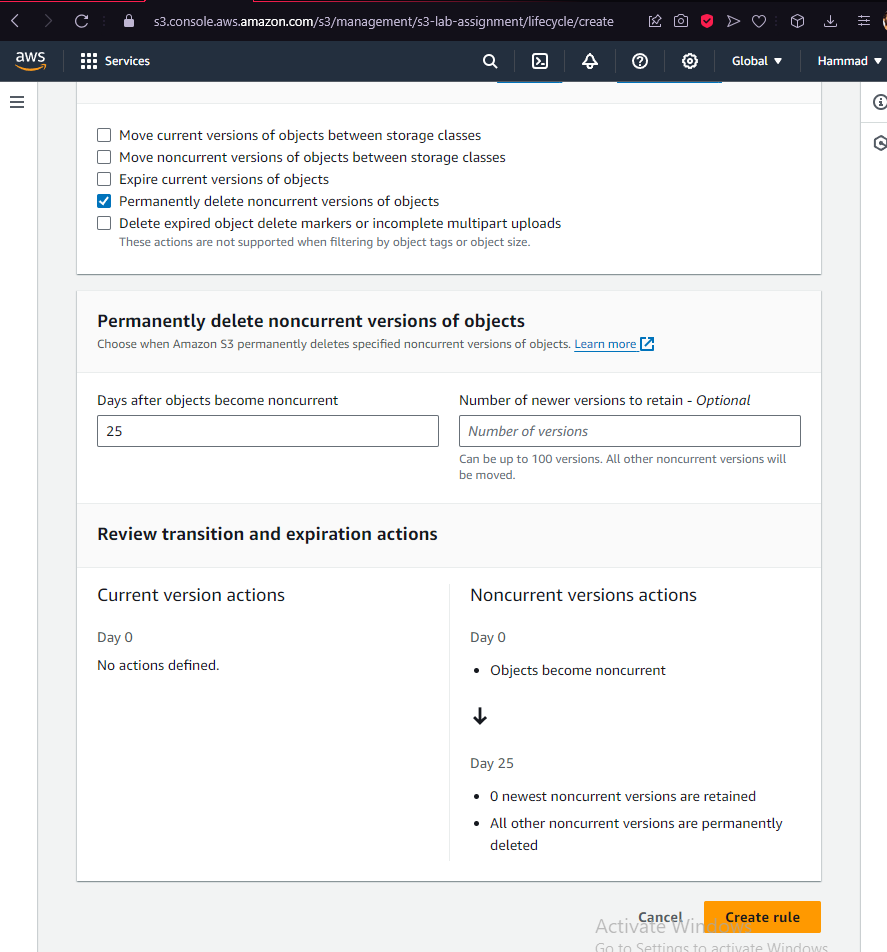 s3.console.aws.amazon.com/s3/management/s3-lab-assignment/lifecycle/create
aws
Services
Global
Hammad
Move current versions of objects between storage classes
Move noncurrent versions of objects between storage classes
Expire current versions of objects
Permanently delete noncurrent versions of objects
Delete expired object delete markers or incomplete multipart uploads
These actions are not supported when filtering by object tags or object size.
Permanently delete noncurrent versions of objects
Choose when Amazon S3 permanently deletes specified noncurrent versions of objects. Learn more
Days after objects become noncurrent
25
Number of newer versions to retain - Optional
Number of versions
Can be up to 100 versions. All other noncurrent versions will
be moved.
Review transition and expiration actions
Current version actions
Day 0
No actions defined.
Noncurrent versions actions
Day 0
Objects become noncurrent
Day 25
0 newest noncurrent versions are retained
All other noncurrent versions are permanently
deleted
Cancel
Create rule
Activate Windows
Go to Settings to activate Windows